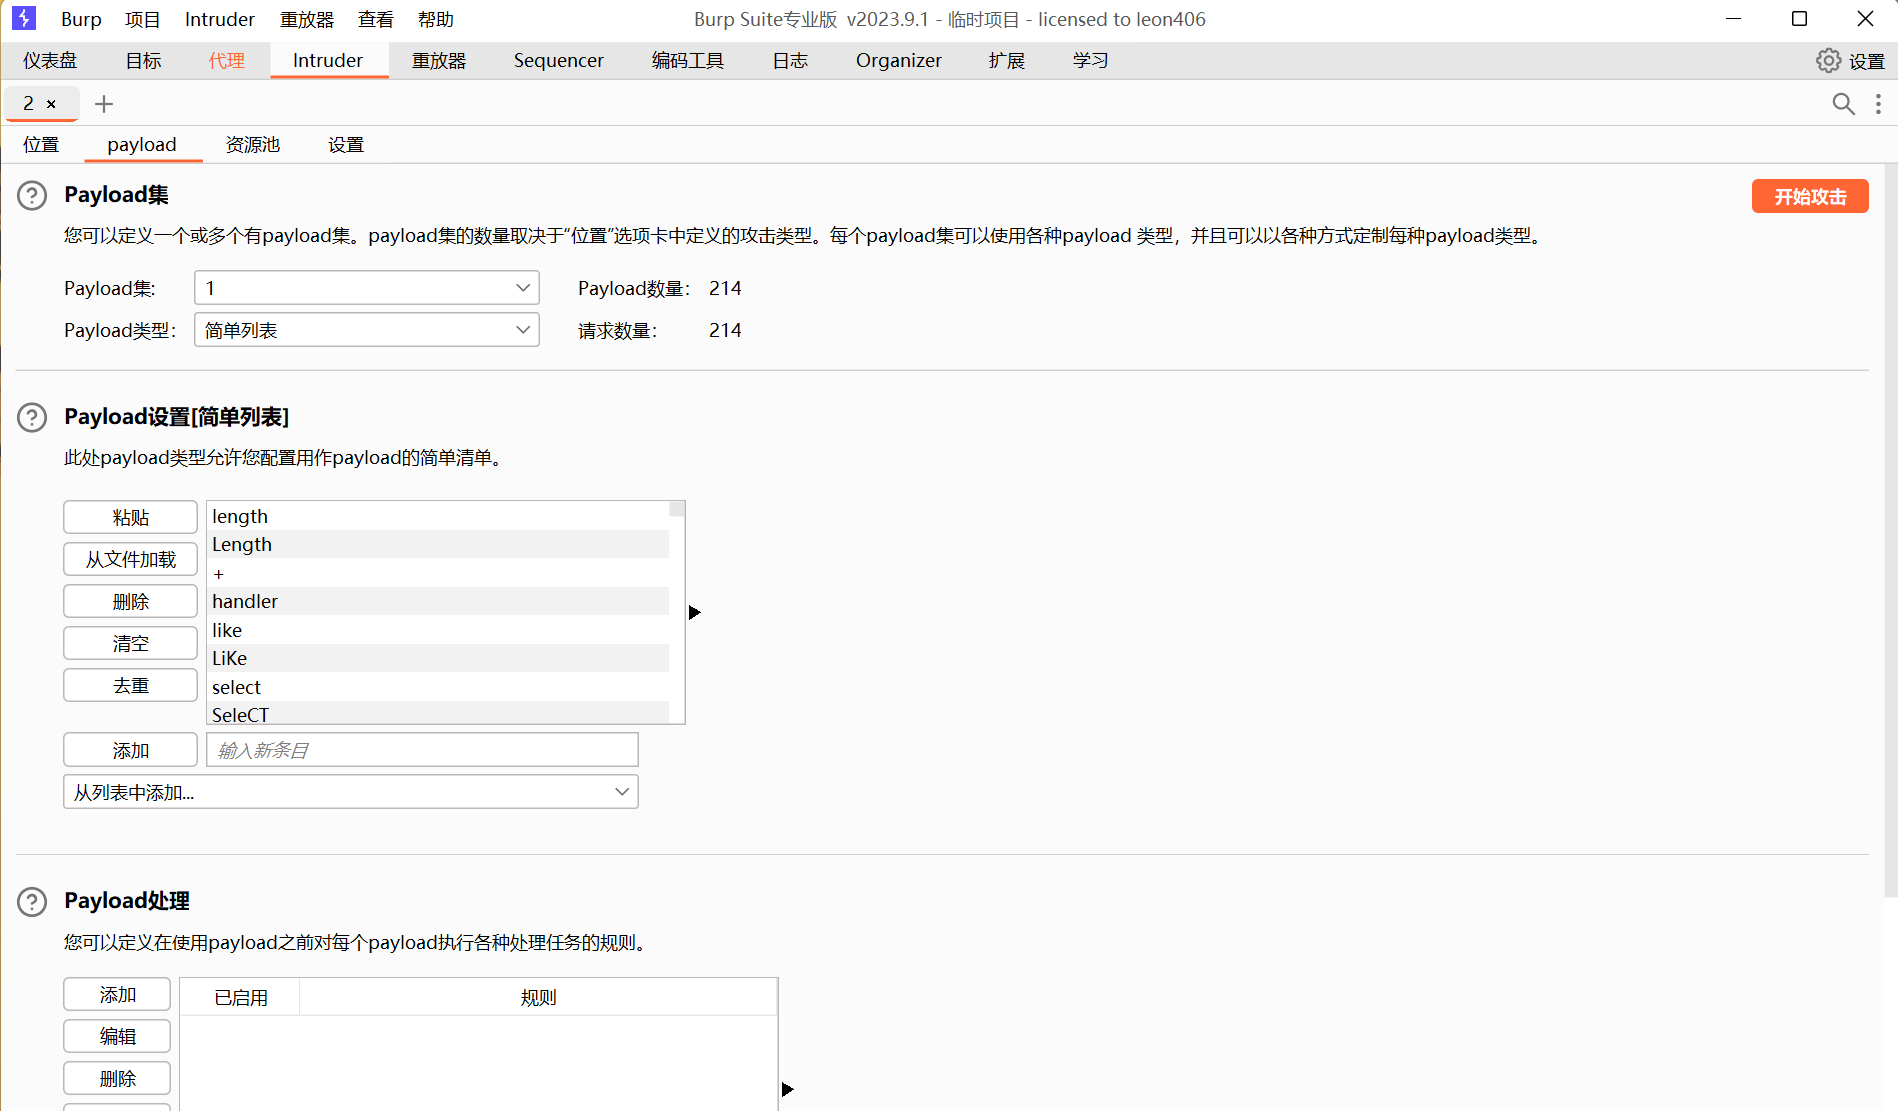 Burp 项目 Intruder 重放器 查看 帮助 Burp Suite专业版 v2023.9.1 - 临时项目 - licensed to leon406
仪表盘 目标 代理 Intruder 重放器 Sequencer 编码工具 日志 Organizer 扩展 学习 设置
2 × +
位置 payload 资源池 设置
? Payload集 开始攻击
您可以定义一个或多个有payload集。payload集的数量取决于“位置”选项卡中定义的攻击类型。每个payload集可以使用各种payload 类型，并且可以以各种方式定制每种payload类型。
Payload集: 1 Payload数量： 214
Payload类型： 简单列表 请求数量： 214
? Payload设置[简单列表]
此处payload类型允许您配置用作payload的简单清单。
粘贴
从文件加载
删除
清空
去重
length
Length
+
handler
like
LiKe
select
SeleCT
添加 输入新条目
从列表中添加...
? Payload处理
您可以定义在使用payload之前对每个payload执行各种处理任务的规则。
添加
编辑
删除
已启用 规则